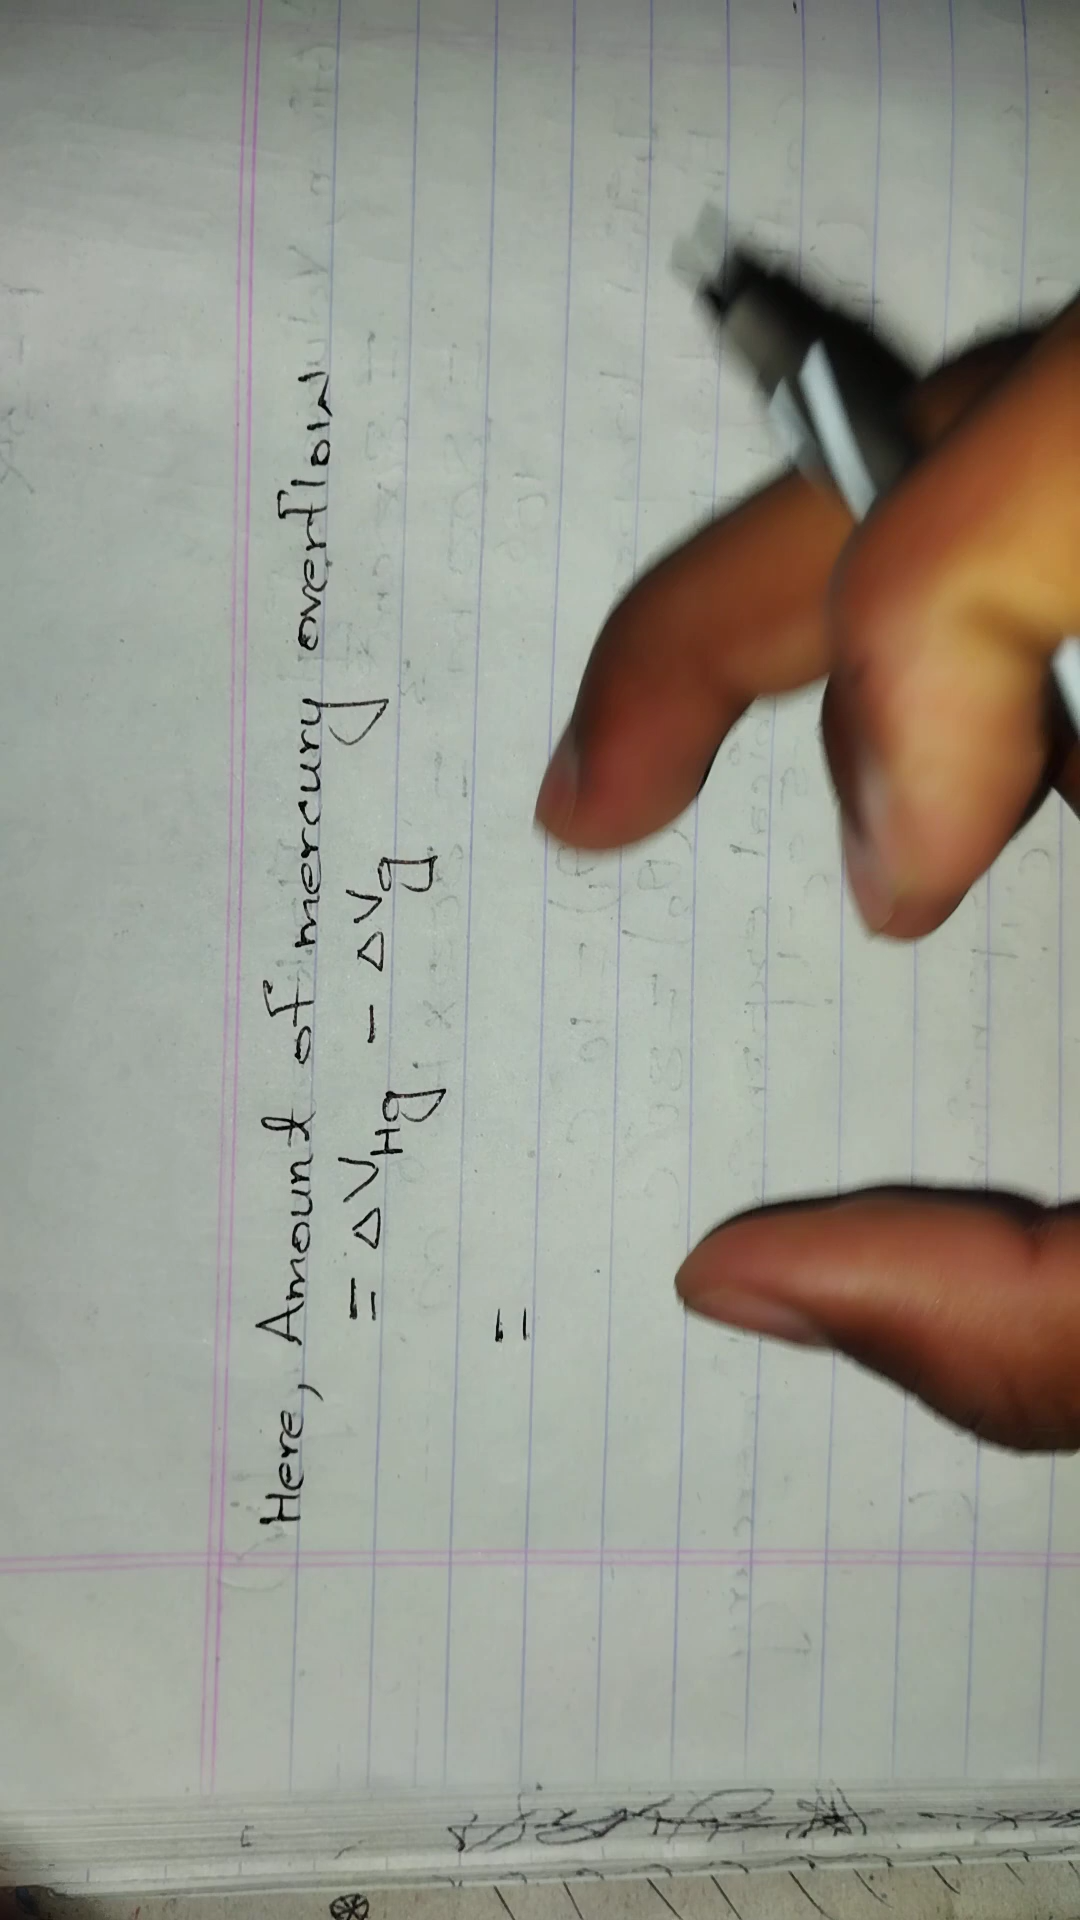 Here, Amount of mercury overflow
= ΔV_Hg - ΔV_g
=